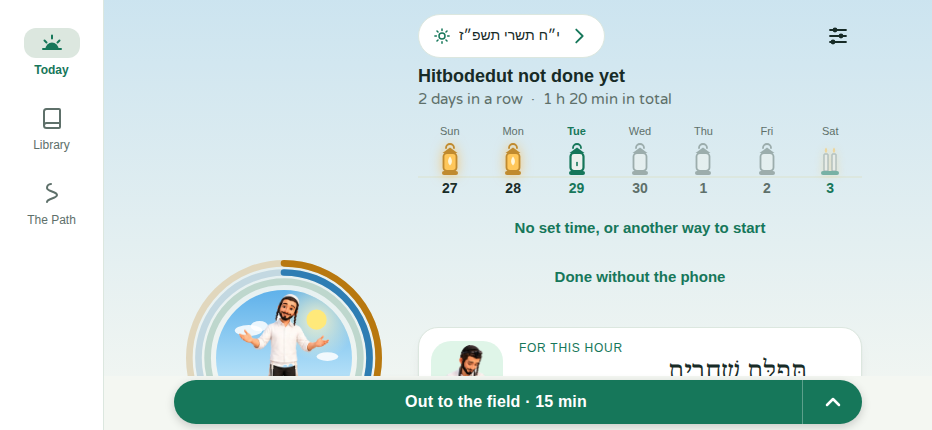 Today
Library
The Path
י״ח תשרי תשפ״ז
Hitbodedut not done yet
2 days in a row · 1 h 20 min in total
Sun Mon Tue Wed Thu Fri Sat
27 28 29 30 1 2 3
No set time, or another way to start
Done without the phone
FOR THIS HOUR
תְּפִלַּת שַׁחֲרִית
Out to the field · 15 min